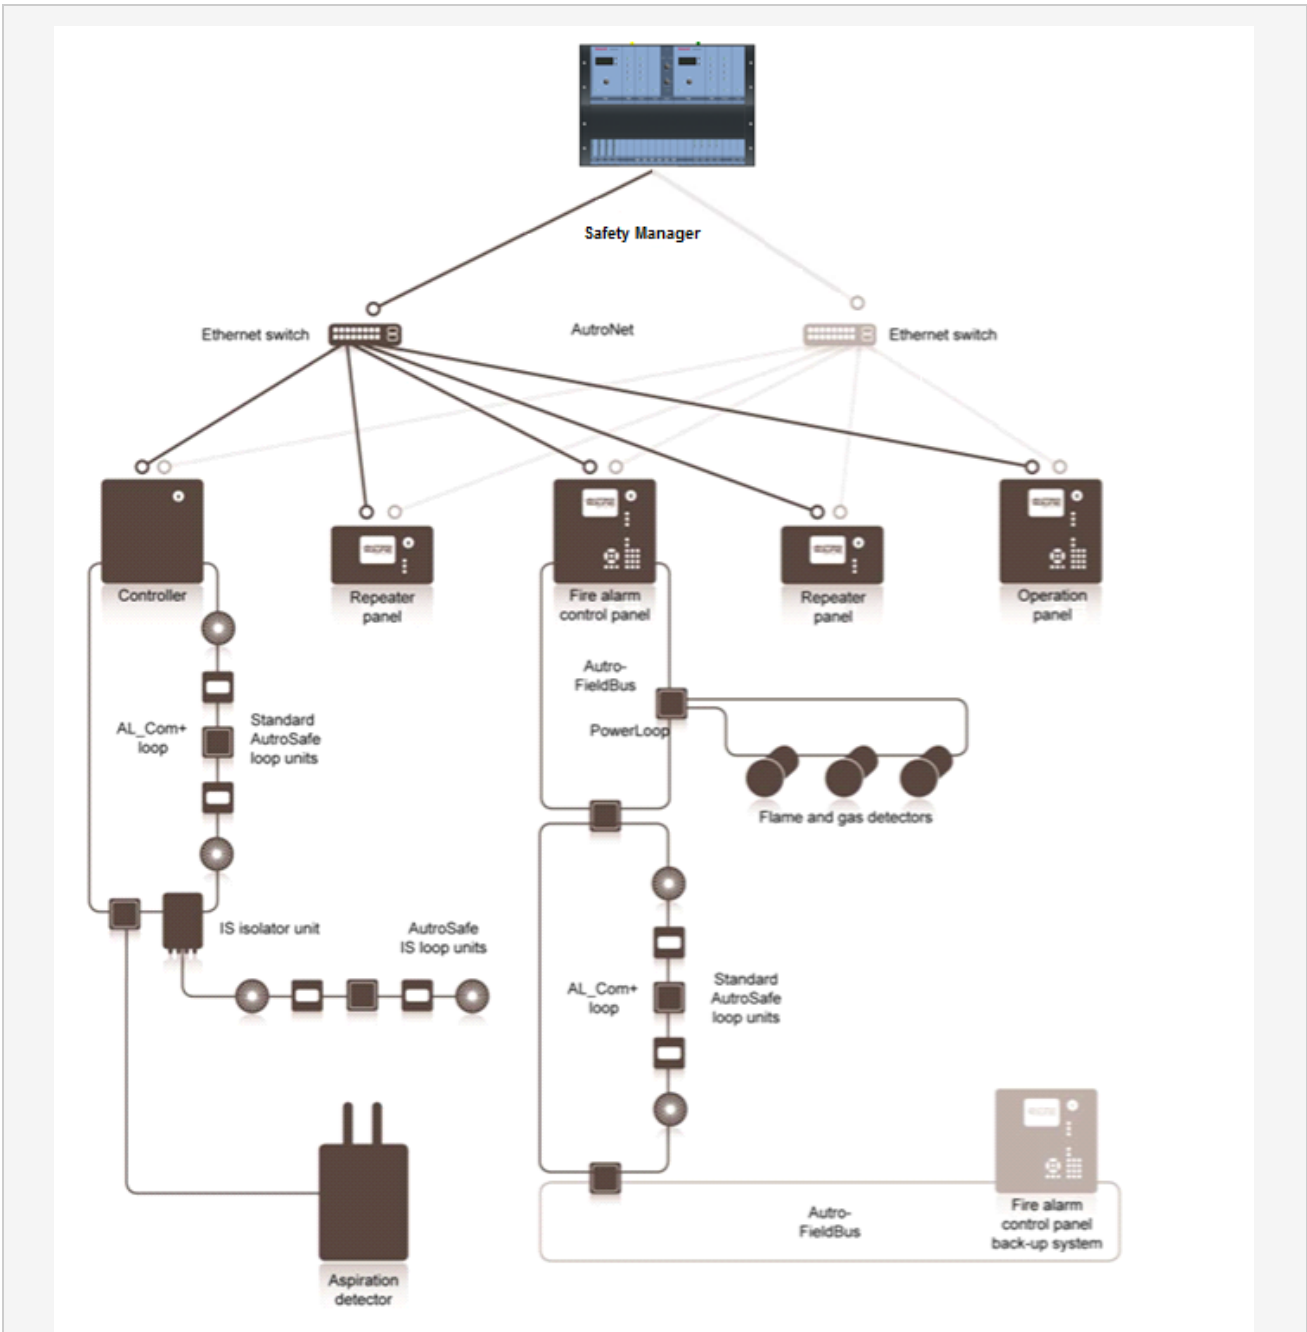 Safety Manager
Ethernet switch
AutroNet
Ethernet switch
Controller
Repeater
panel
Fire alarm
control panel
Repeater
panel
Operation
panel
Autro-
FieldBus
PowerLoop
AL_Com+
loop
Standard
AutroSafe
loop units
Flame and gas detectors
IS isolator unit
AutroSafe
IS loop units
AL_Com+
loop
Standard
AutroSafe
loop units
Autro-
FieldBus
Fire alarm
control panel
back-up system
Aspiration
detector